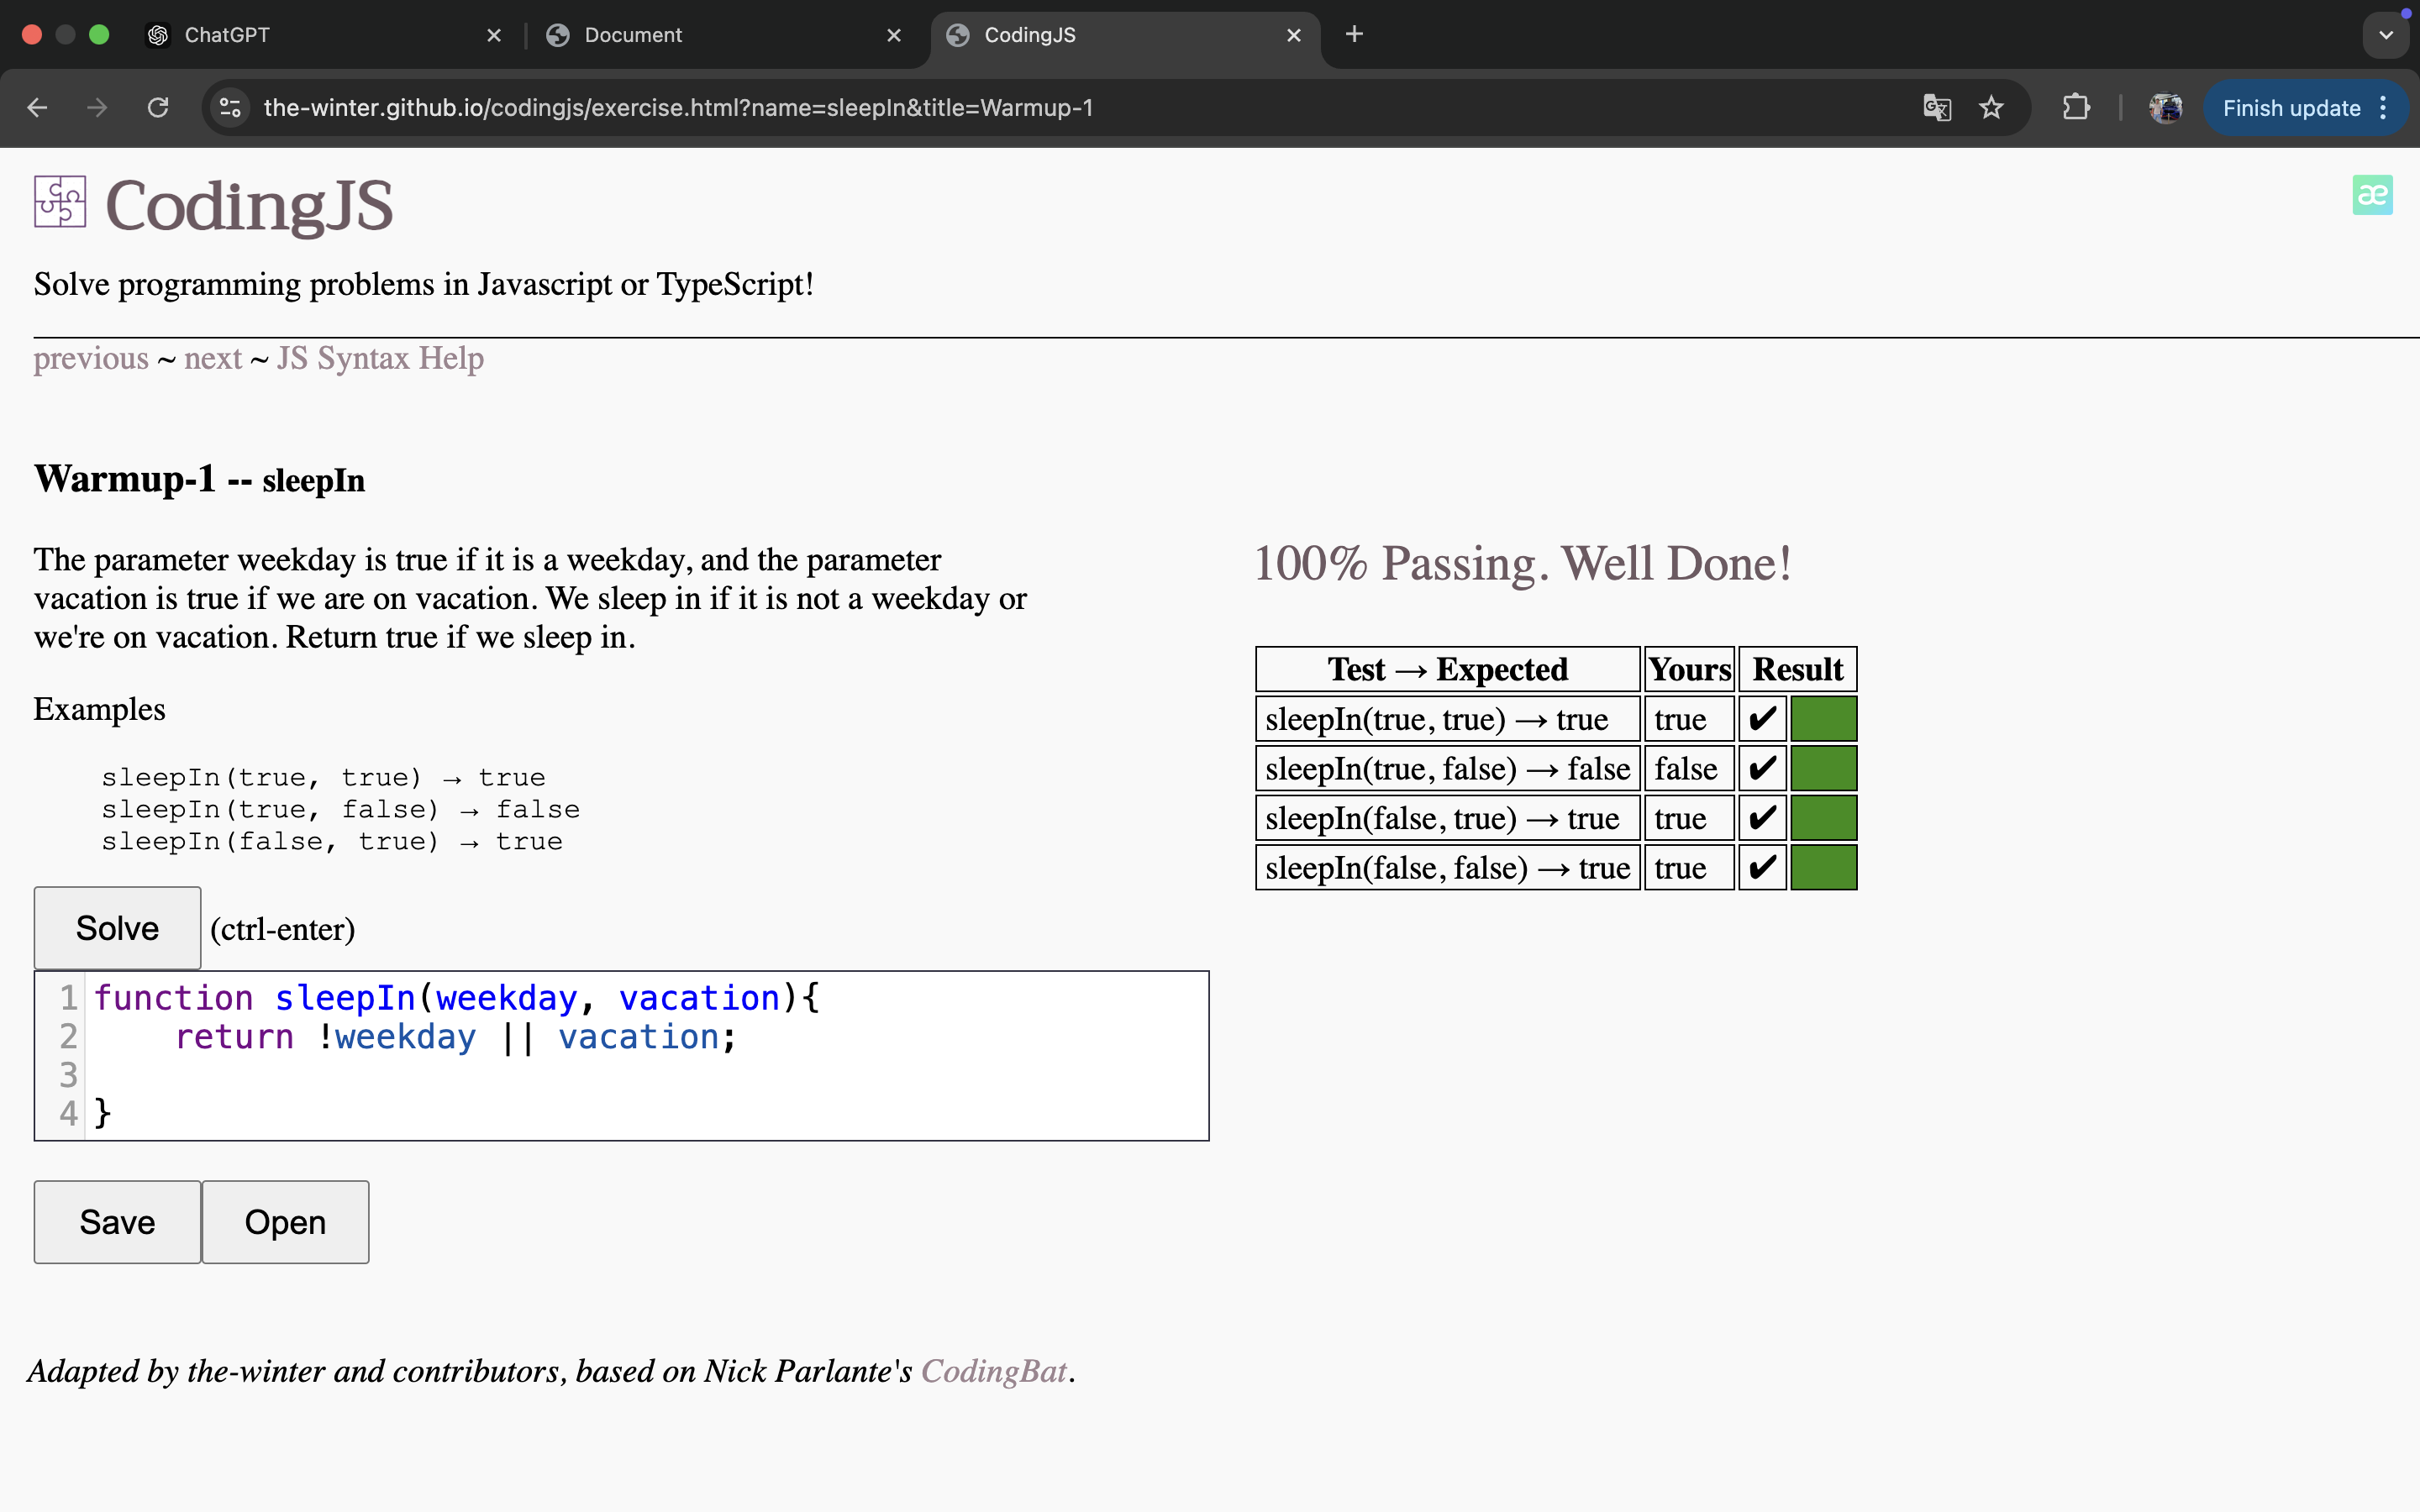 ChatGPT
Document
CodingJS
the-winter.github.io/codingjs/exercise.html?name=sleepIn&title=Warmup-1
Finish update
CodingJS
æ
Solve programming problems in Javascript or TypeScript!
previous ~ next ~ JS Syntax Help
Warmup-1 -- sleepIn
The parameter weekday is true if it is a weekday, and the parameter
vacation is true if we are on vacation. We sleep in if it is not a weekday or
we're on vacation. Return true if we sleep in.
Examples
sleepIn(true, true) → true
sleepIn(true, false) → false
sleepIn(false, true) → true
Solve (ctrl-enter)
1 function sleepIn(weekday, vacation){
2 return !weekday || vacation;
3
4 }
Save Open
100% Passing. Well Done!
Test → Expected Yours Result
sleepIn(true, true) → true true ✔
sleepIn(true, false) → false false ✔
sleepIn(false, true) → true true ✔
sleepIn(false, false) → true true ✔
Adapted by the-winter and contributors, based on Nick Parlante's CodingBat.